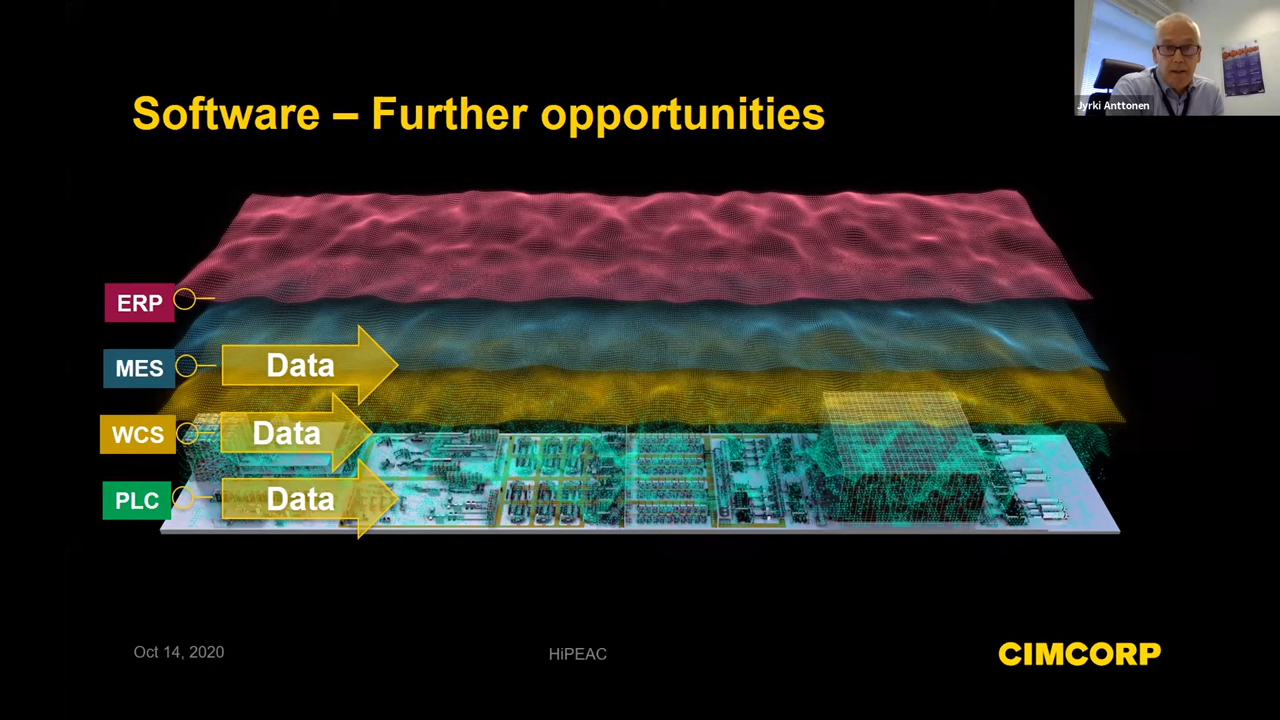 Jyrki Anttonen
Software – Further opportunities
ERP
MES
Data
WCS
Data
PLC
Data
Oct 14, 2020
HiPEAC
CIMCORP